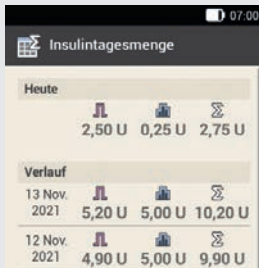 07:00
Insulintagesmenge
Heute
2,50 U 0,25 U 2,75 U
Verlauf
13 Nov.
2021 5,20 U 5,00 U 10,20 U
12 Nov.
2021 4,90 U 5,00 U 9,90 U